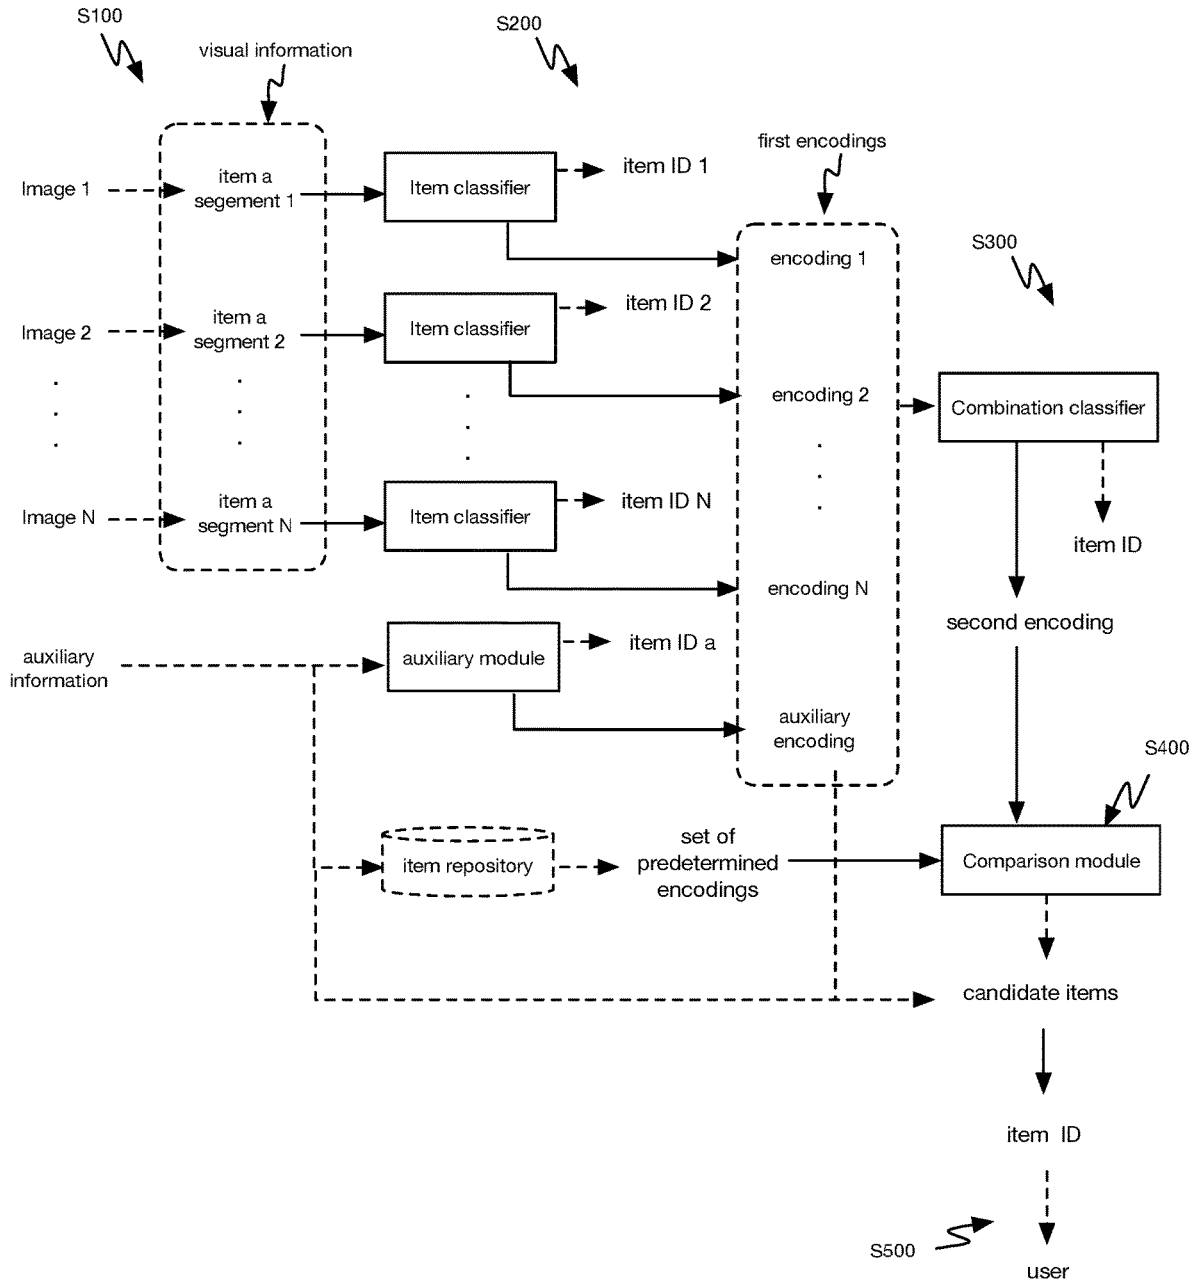 S100
S200
visual information
first encodings
Image 1
item a
segement 1
Item classifier
item ID 1
encoding 1
S300
Image 2
item a
segment 2
Item classifier
item ID 2
encoding 2
Combination classifier
Image N
item a
segment N
Item classifier
item ID N
encoding N
item ID
second encoding
auxiliary
information
auxiliary module
item ID a
auxiliary
encoding
S400
item repository
set of
predetermined
encodings
Comparison module
candidate items
item ID
S500
user